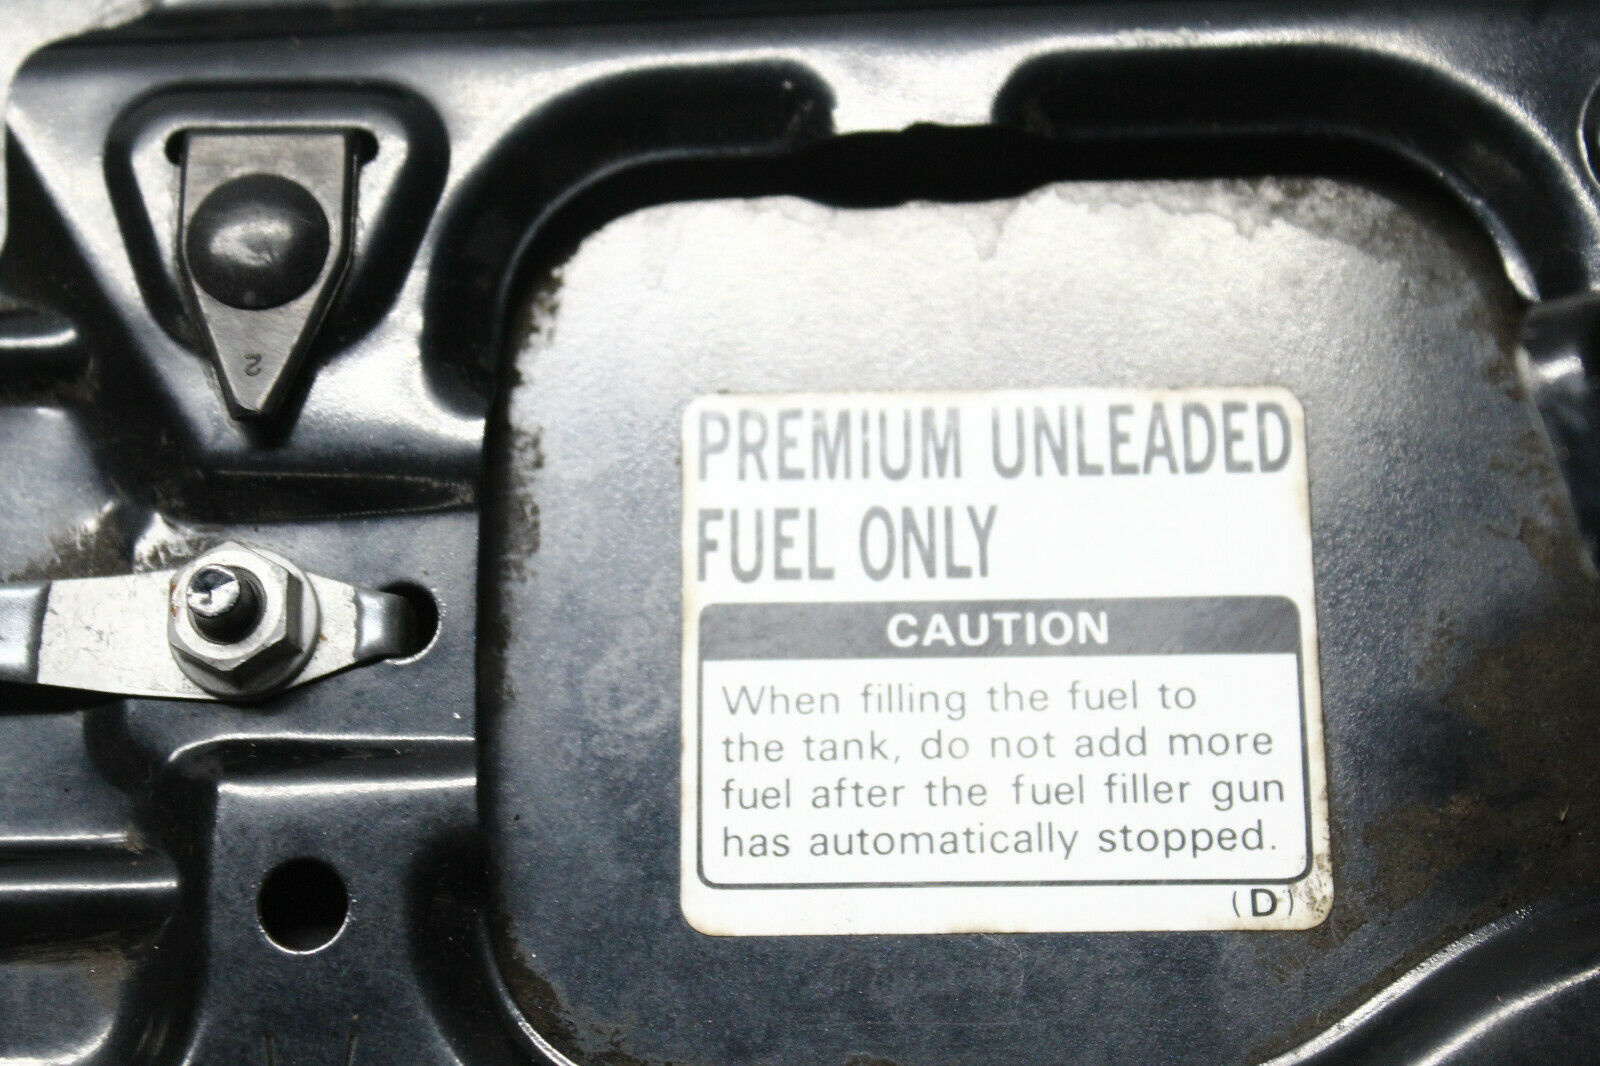 2
PREMIUM UNLEADED
FUEL ONLY
CAUTION
When filling the fuel to
the tank, do not add more
fuel after the fuel filler gun
has automatically stopped.
(D)